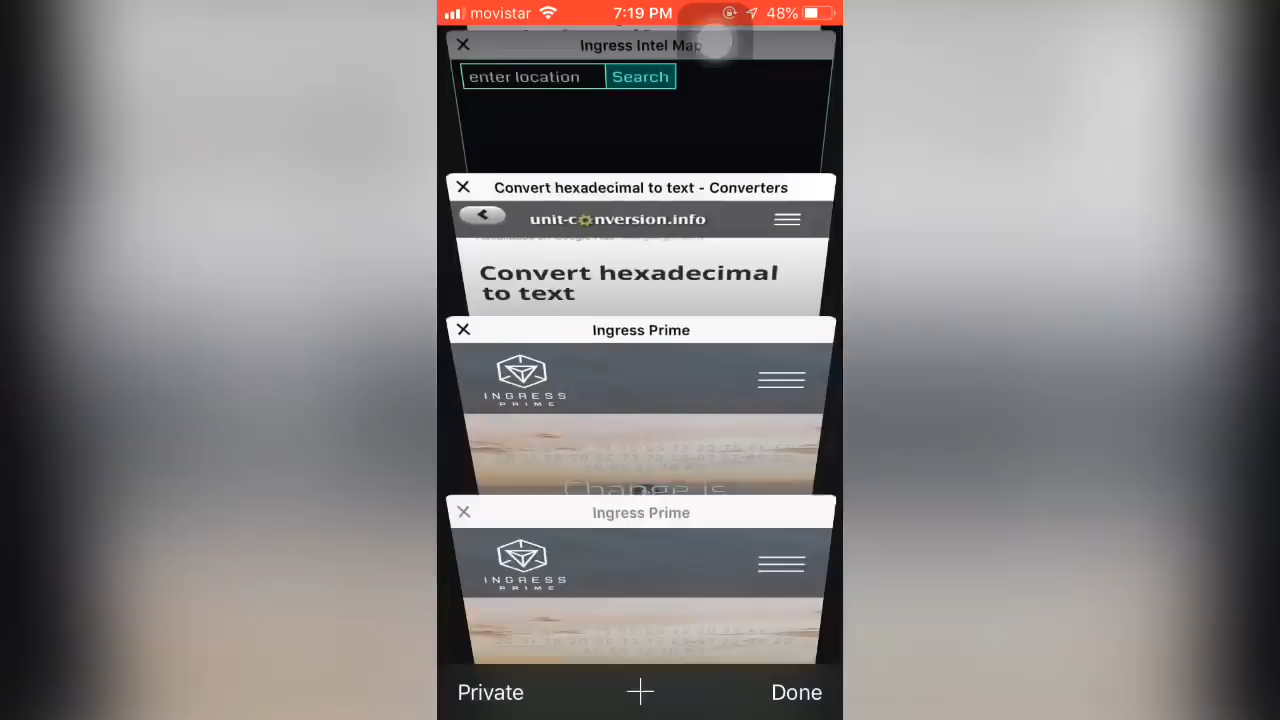 movistar 7:19 PM 48%
Ingress Intel Map
enter location Search
Convert hexadecimal to text - Converters
unit-conversion.info
Convert hexadecimal
to text
Ingress Prime
INGRESS
PRIME
Change is
Ingress Prime
INGRESS
PRIME
Private Done